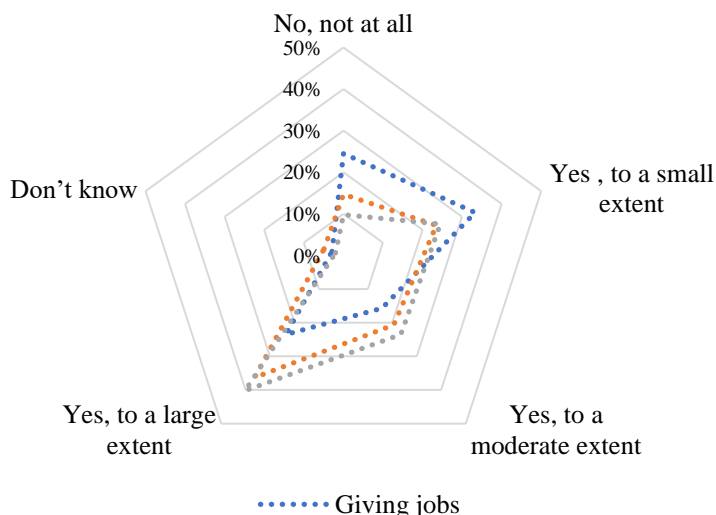 No, not at all
50%
40%
30%
20%
10%
0%
Yes , to a small
extent
Don't know
Yes, to a large
extent
Yes, to a
moderate extent
Giving jobs